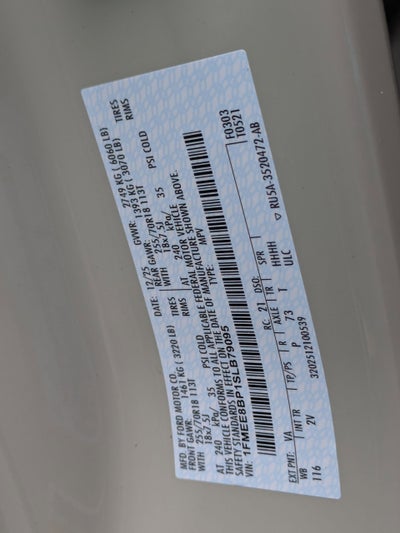 MFD. BY FORD MOTOR CO.
DATE: 12/25
GVWR: 2749 KG ( 6060 LB)
FRONT GAWR: 1461 KG ( 3220 LB)
REAR GAWR: 1393 KG ( 3070 LB)
WITH 255/70R18 113T TIRES
WITH 255/70R18 113T TIRES
18x7.5J RIMS
18x7.5J RIMS
AT 240 kPa/ 35 PSI COLD
AT 240 kPa/ 35 PSI COLD
THIS VEHICLE CONFORMS TO ALL APPLICABLE FEDERAL MOTOR VEHICLE
SAFETY STANDARDS IN EFFECT ON THE DATE OF MANUFACTURE SHOWN ABOVE.
VIN: 1FMEE8BP1SLB79095
TYPE: MPV
F0303
T0521
EXT PNT: VA RC: 21 DSO:
WB INT TR TP/PS R AXLE TR SPR
116 2V P 73 T HHHH
ULC
3202512100539
▽ RU5A-3520472-AB